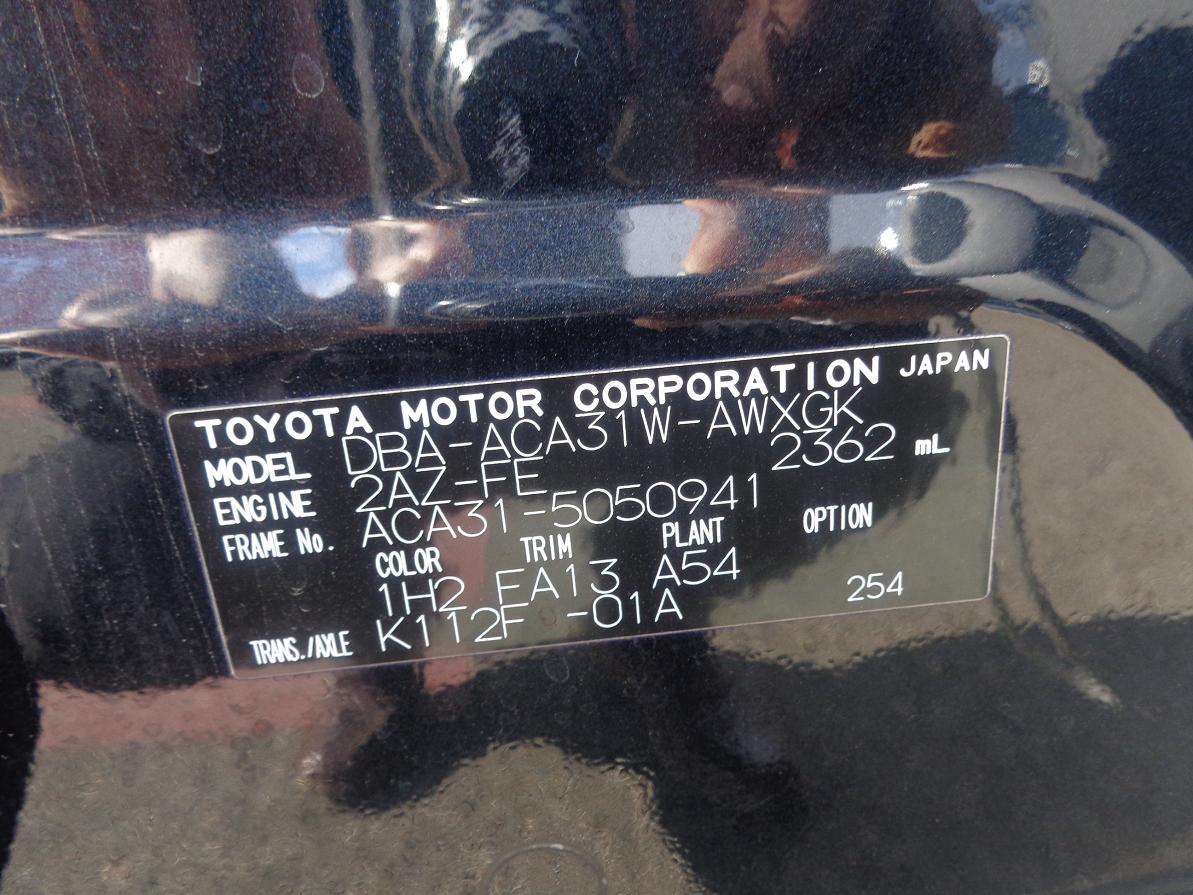 TOYOTA MOTOR CORPORATION JAPAN
MODEL DBA-ACA31W-AWXGK
ENGINE 2AZ-FE 2362 mL
FRAME No. ACA31-5050941
COLOR TRIM PLANT OPTION
1H2 FA13 A54
TRANS./AXLE K112F -01A 254